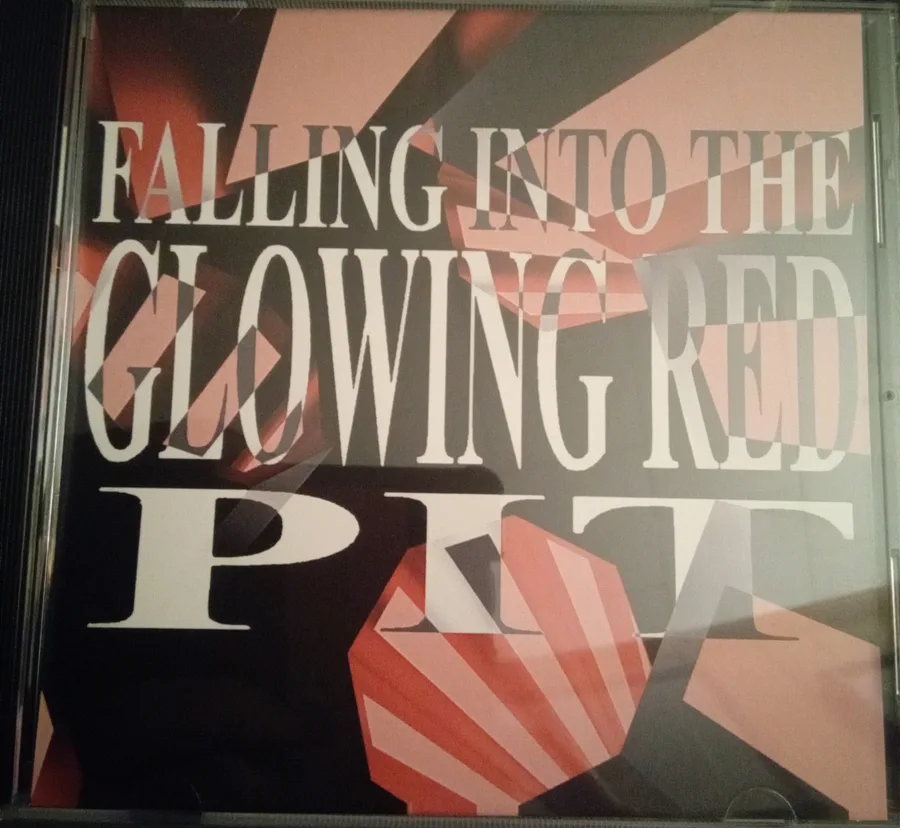 FALLING INTO THE
GLOWING RED
PIT